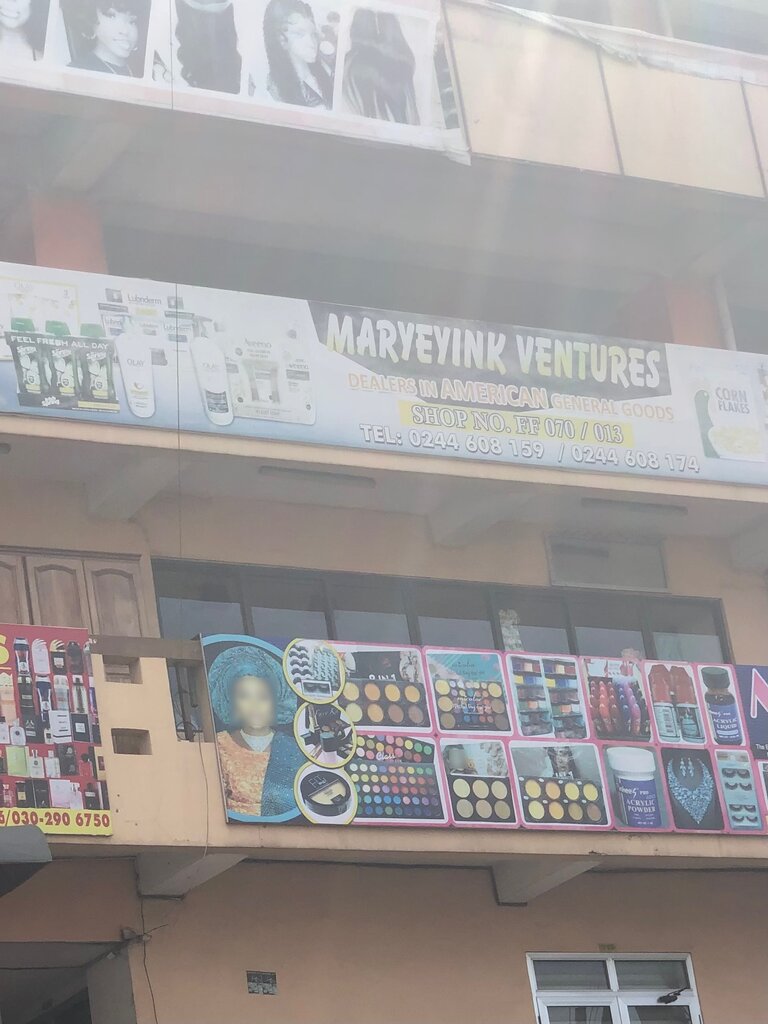 Lubriderm
FEEL FRESH ALL DAY
OLAY
Aveeno
MARYEYINK VENTURES
DEALERS IN AMERICAN GENERAL GOODS
SHOP NO. FF 070 / 013
TEL: 0244 608 159 / 0244 608 174
CORN
FLAKES
ACRYLIC
LIQUID
ACRYLIC
POWDER
/030-290 6750